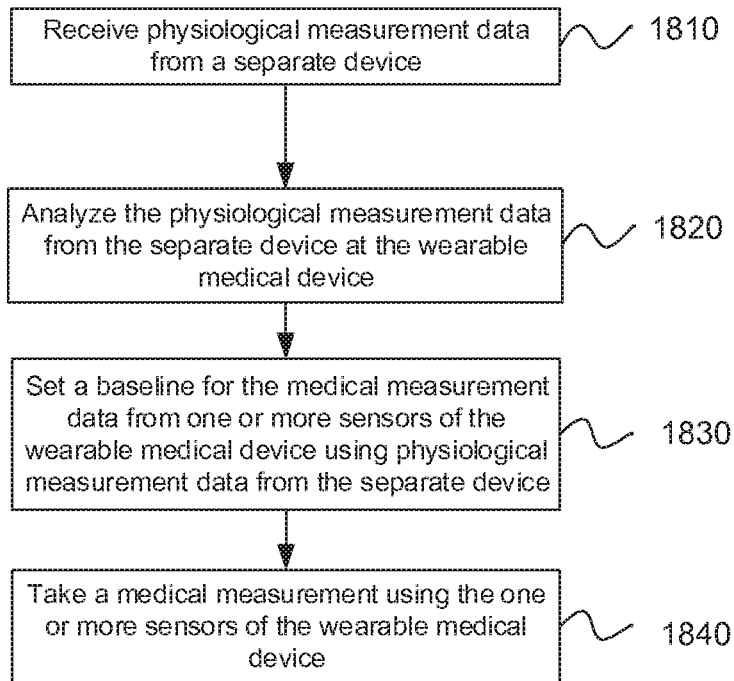 Receive physiological measurement data
from a separate device
1810
Analyze the physiological measurement data
from the separate device at the wearable
medical device
1820
Set a baseline for the medical measurement
data from one or more sensors of the
wearable medical device using physiological
measurement data from the separate device
1830
Take a medical measurement using the one
or more sensors of the wearable medical
device
1840